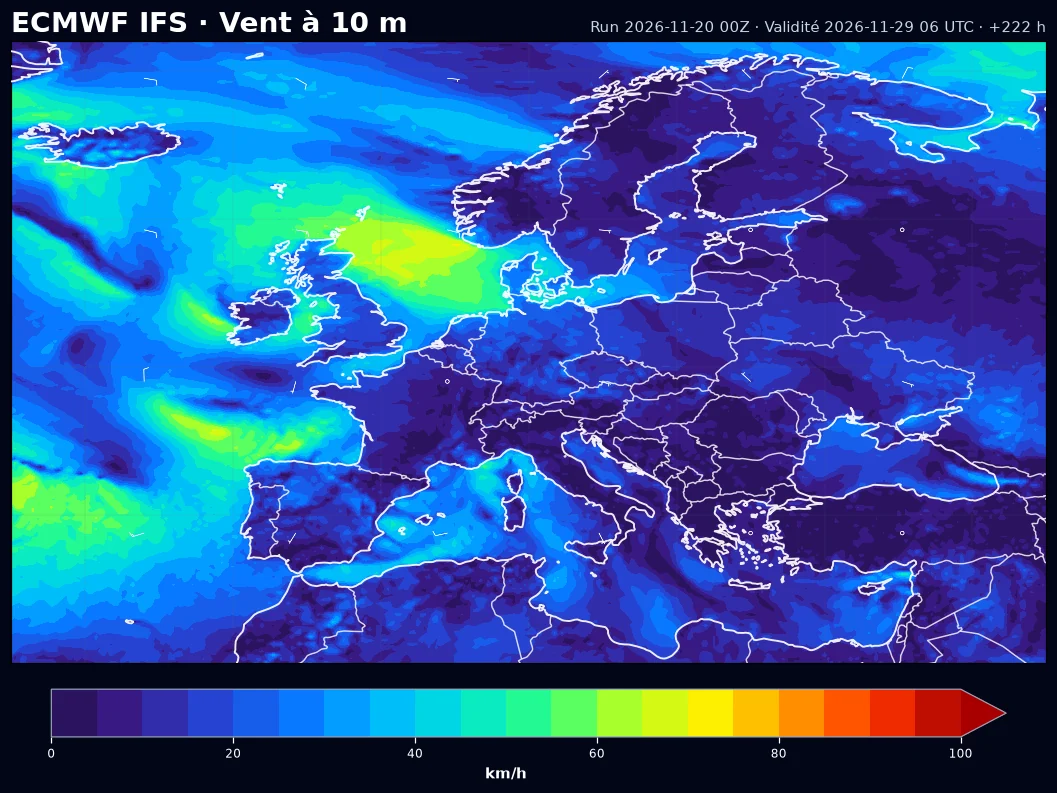 ECMWF IFS · Vent à 10 m
Run 2026-11-20 00Z · Validité 2026-11-29 06 UTC · +222 h
0 20 40 60 80 100
km/h